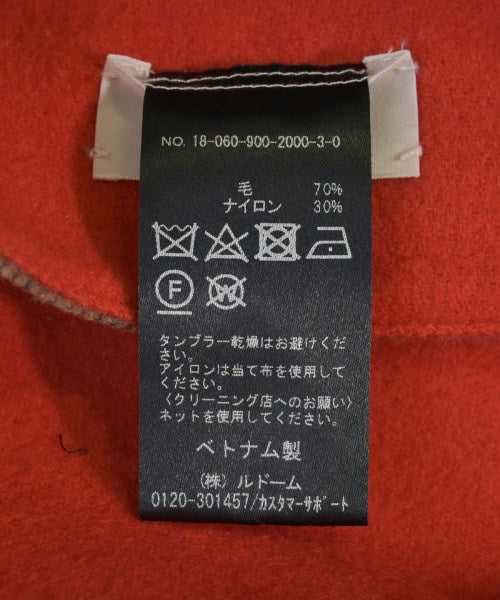 NO. 18-060-900-2000-3-0
毛 70%
ナイロン 30%
F W
タンブラー乾燥はお避けくだ
さい。
アイロンは当て布を使用して
ください。
〈クリーニング店へのお願い〉
ネットを使用してください。
ベトナム製
(株) ルドーム
0120-301457/カスタマーサポート